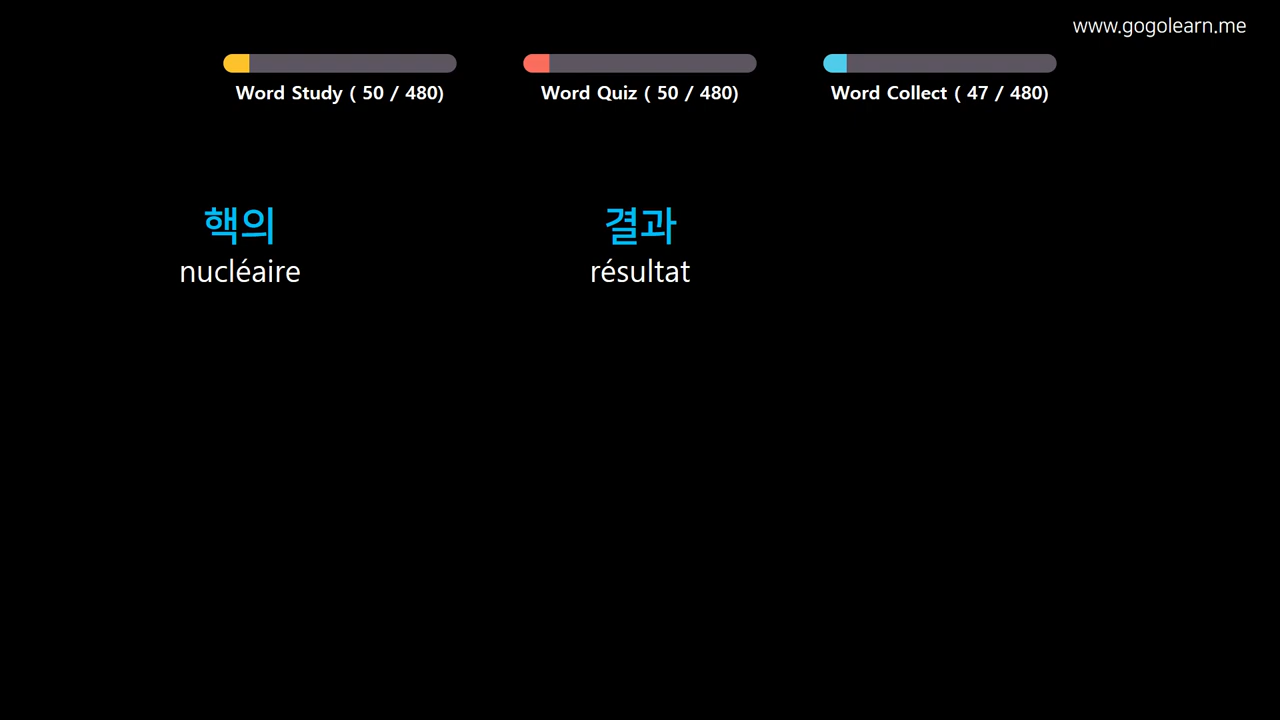 www.gogolearn.me
Word Study ( 50 / 480)
Word Quiz ( 50 / 480)
Word Collect ( 47 / 480)
핵의
nucléaire
결과
résultat